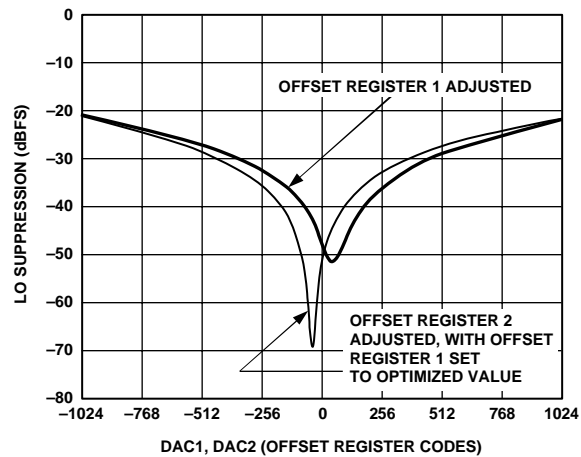 0
–10
–20
–30
–40
–50
–60
–70
–80
LO SUPPRESSION (dBFS)
OFFSET REGISTER 1 ADJUSTED
OFFSET REGISTER 2
ADJUSTED, WITH OFFSET
REGISTER 1 SET
TO OPTIMIZED VALUE
–1024 –768 –512 –256 0 256 512 768 1024
DAC1, DAC2 (OFFSET REGISTER CODES)